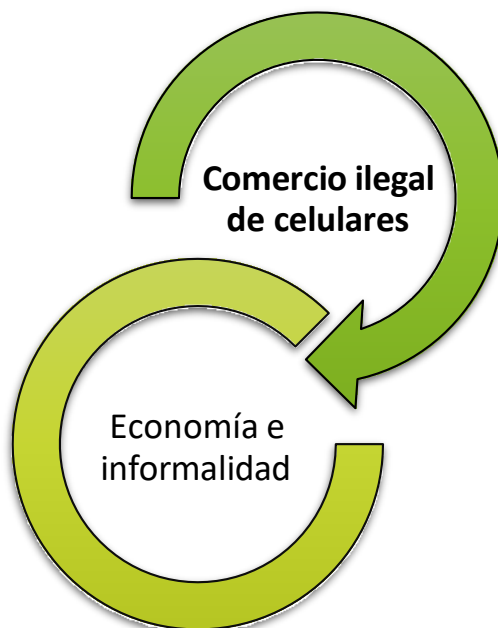 Comercio ilegal
de celulares
Economía e
informalidad